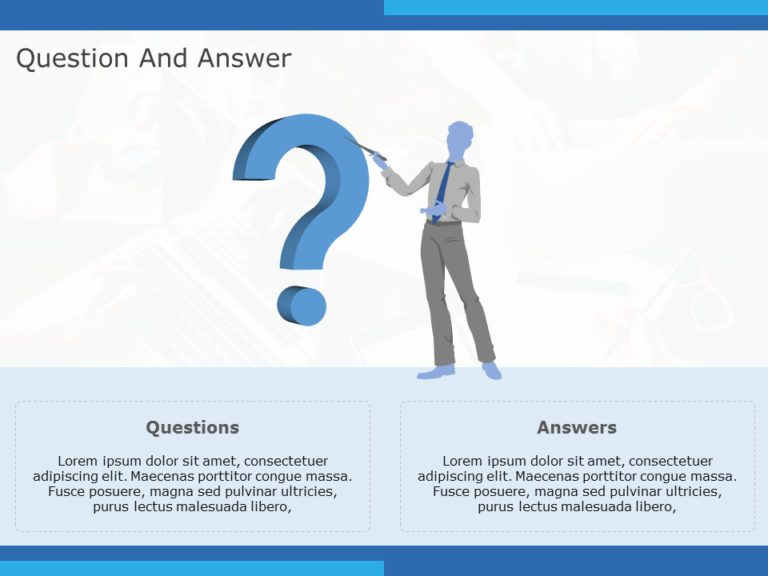 Question And Answer
Questions
Lorem ipsum dolor sit amet, consectetuer
adipiscing elit. Maecenas porttitor congue massa.
Fusce posuere, magna sed pulvinar ultricies,
purus lectus malesuada libero,
Answers
Lorem ipsum dolor sit amet, consectetuer
adipiscing elit. Maecenas porttitor congue massa.
Fusce posuere, magna sed pulvinar ultricies,
purus lectus malesuada libero,